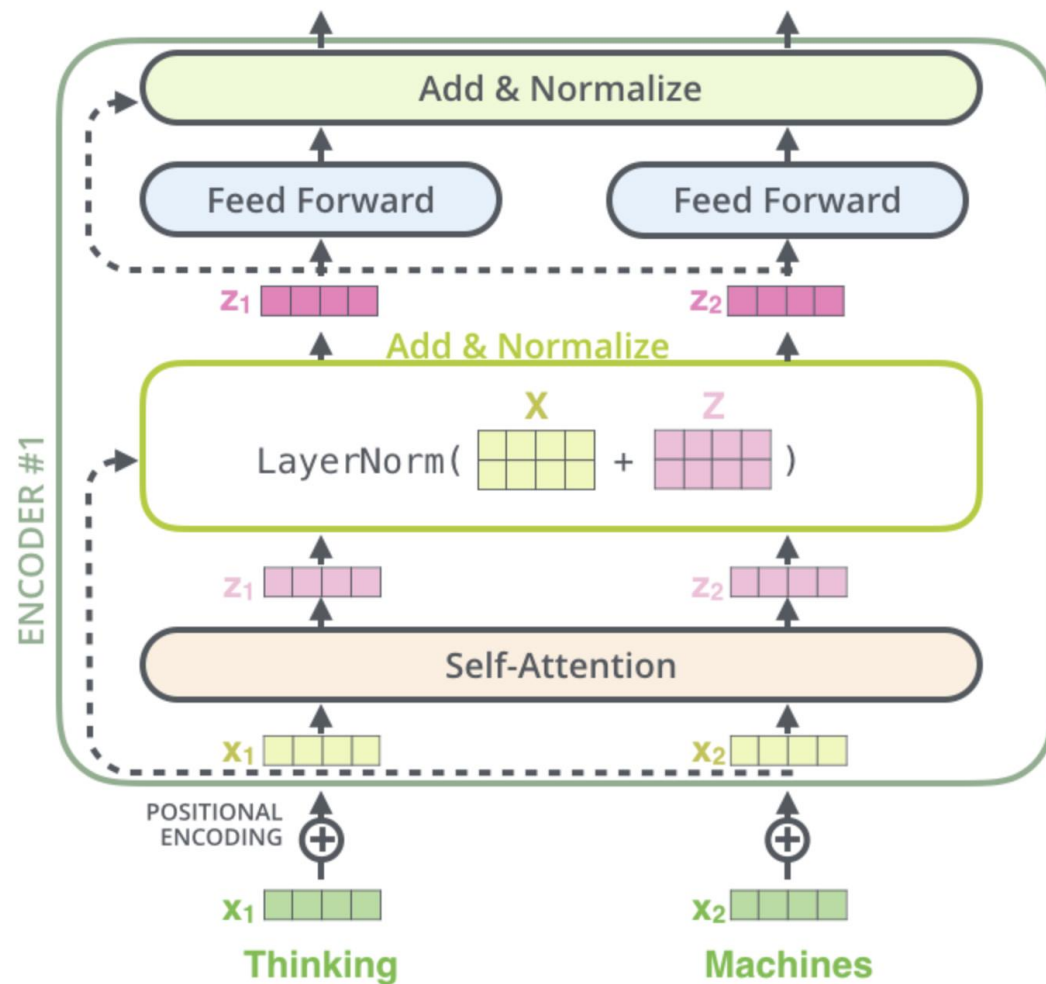 Add & Normalize
Feed Forward Feed Forward
z1 z2
Add & Normalize
X Z
LayerNorm( + )
ENCODER #1
z1 z2
Self-Attention
x1 x2
POSITIONAL
ENCODING
x1 x2
Thinking Machines